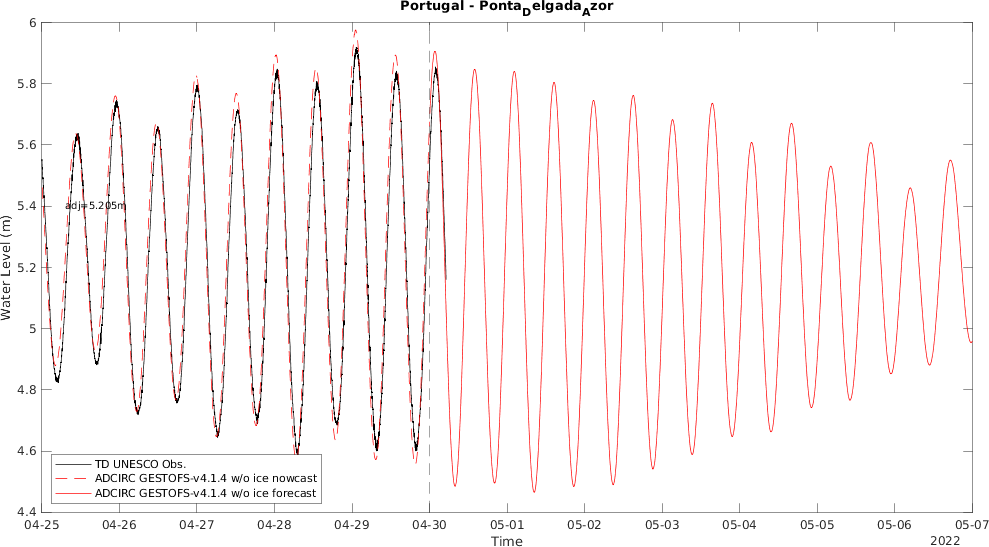 Portugal - Ponta_Delgada_Azor
6
5.8
5.6
5.4
5.2
5
4.8
4.6
4.4
Water Level (m)
adj=5.205m
TD UNESCO Obs.
ADCIRC GESTOFS-v4.1.4 w/o ice nowcast
ADCIRC GESTOFS-v4.1.4 w/o ice forecast
04-25 04-26 04-27 04-28 04-29 04-30 05-01 05-02 05-03 05-04 05-05 05-06 05-07
Time
2022